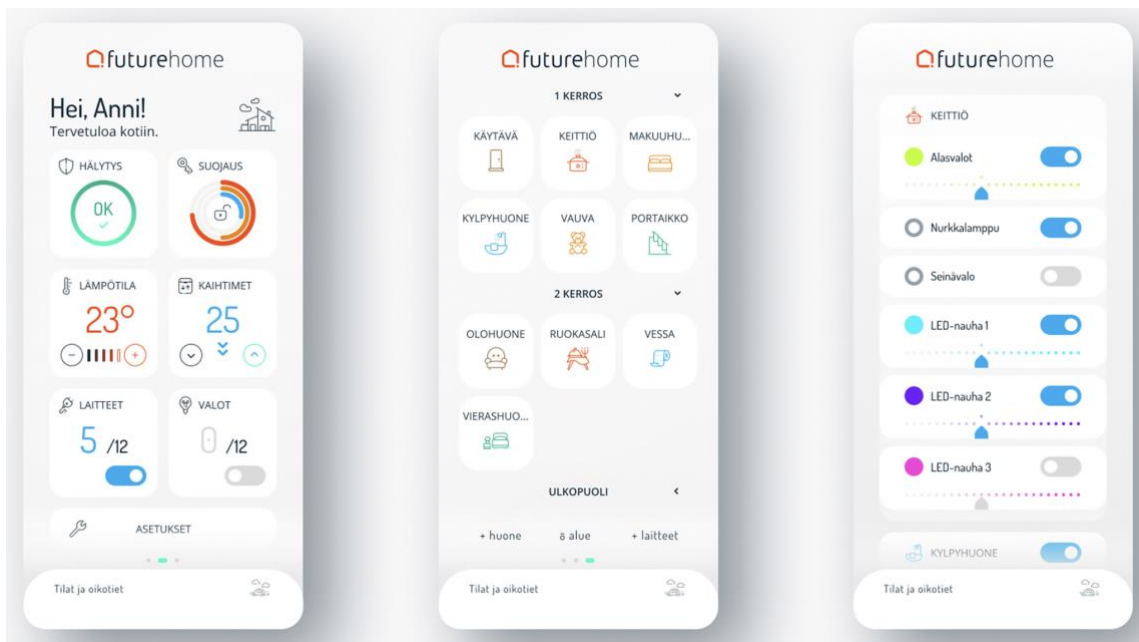 futurehome
Hei, Anni!
Tervetuloa kotiin.
HÄLYTYS
OK
SUOJAUS
LÄMPÖTILA
23°
KAIHTIMET
25
LAITTEET
5 /12
VALOT
0 /12
ASETUKSET
Tilat ja oikotiet
futurehome
1 KERROS
KÄYTÄVÄ KEITTIÖ MAKUUHU...
KYLPYHUONE VAUVA PORTAIKKO
2 KERROS
OLOHUONE RUOKASALI VESSA
VIERASHUO...
ULKOPUOLI
+ huone 8 alue + laitteet
Tilat ja oikotiet
futurehome
KEITTIÖ
Alasvalot
Nurkkalamppu
Seinävalo
LED-nauha 1
LED-nauha 2
LED-nauha 3
KYLPYHUONE
Tilat ja oikotiet